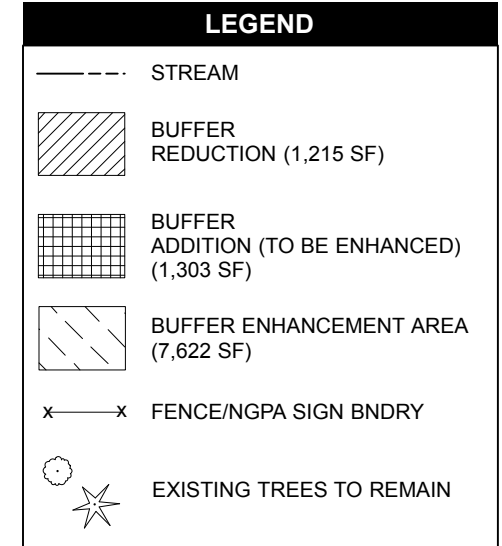 LEGEND
STREAM
BUFFER
REDUCTION (1,215 SF)
BUFFER
ADDITION (TO BE ENHANCED)
(1,303 SF)
BUFFER ENHANCEMENT AREA
(7,622 SF)
x x FENCE/NGPA SIGN BNDRY
EXISTING TREES TO REMAIN